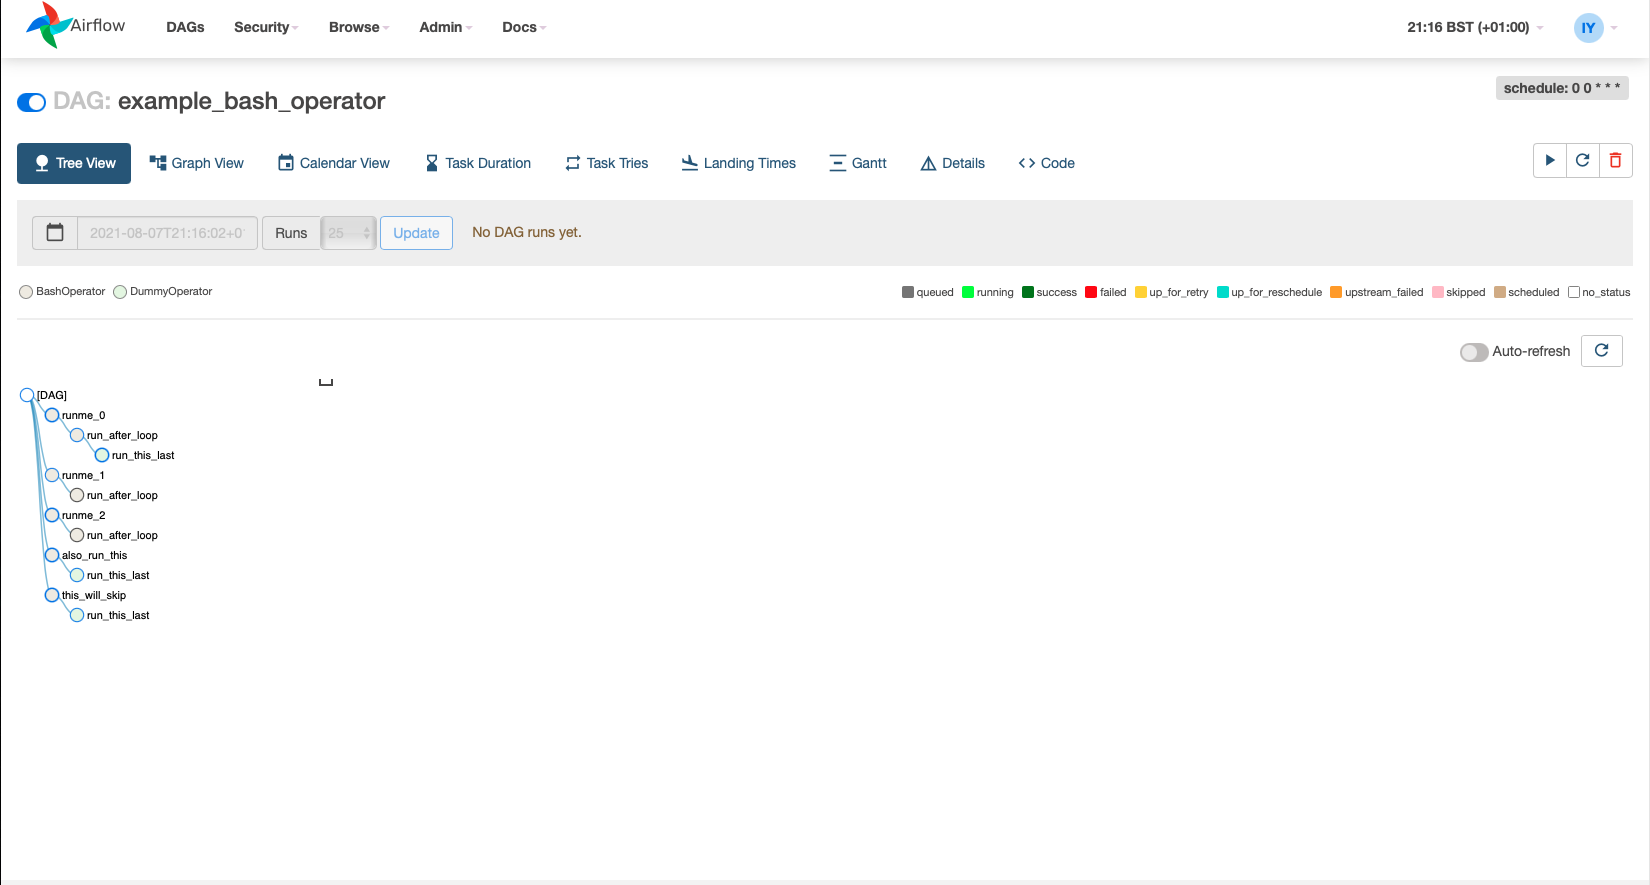 Airflow DAGs Security Browse Admin Docs 21:16 BST (+01:00) IY
DAG: example_bash_operator schedule: 0 0 * * *
Tree View Graph View Calendar View Task Duration Task Tries Landing Times Gantt Details Code
2021-08-07T21:16:02+0 Runs 25 Update No DAG runs yet.
BashOperator DummyOperator queued running success failed up_for_retry up_for_reschedule upstream_failed skipped scheduled no_status
Auto-refresh
[DAG]
runme_0
run_after_loop
run_this_last
runme_1
run_after_loop
runme_2
run_after_loop
also_run_this
run_this_last
this_will_skip
run_this_last